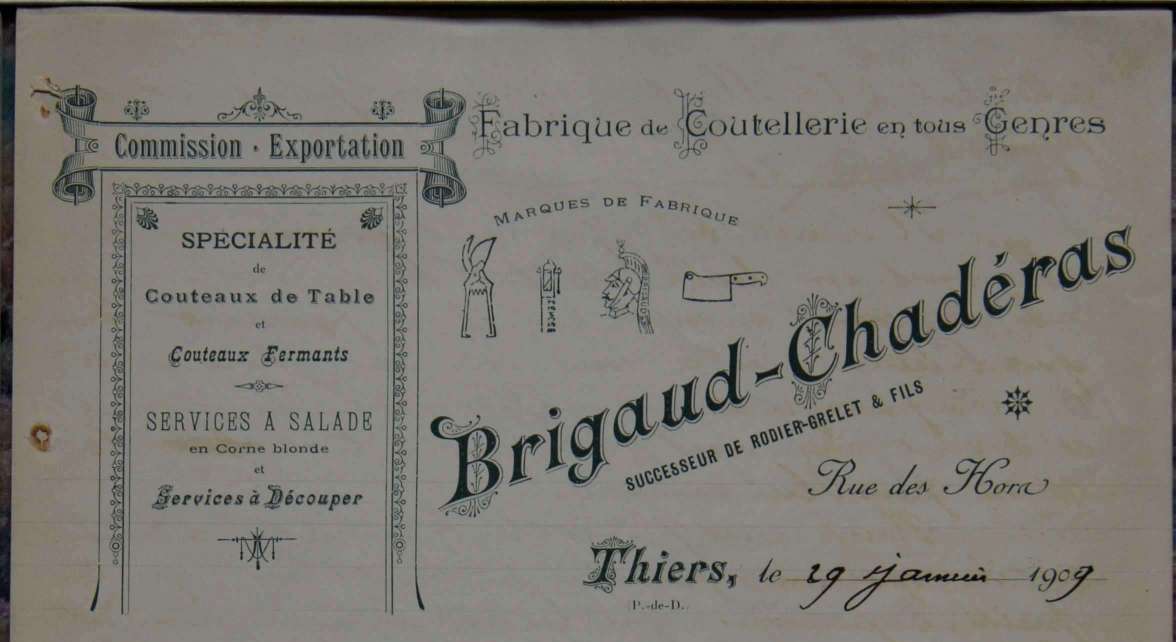 Commission · Exportation
SPECIALITÉ
de
Couteaux de Table
et
Couteaux Fermants
SERVICES A SALADE
en Corne blonde
et
Services à Découper
Fabrique de Coutellerie en tous Genres
MARQUES DE FABRIQUE
Brigaud-Chadéras
SUCCESSEUR DE RODIER-GRELET & FILS
Rue des Hora
Thiers, le 29 Janvier 1909
(P.-de-D.)